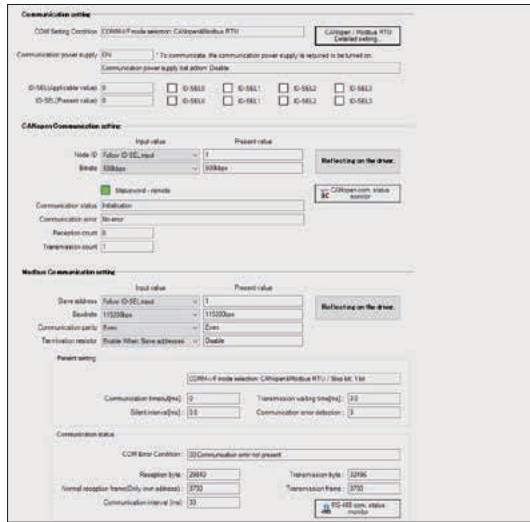 Communication setting
COM Setting Condition COMM-I/F mode selection: CANopen&Modbus RTU
CANopen / Modbus RTU
Detailed setting...
Communication power supply ON * To communicate, the communication power supply is required to be turned on.
Communication power supply out action: Disable
ID-SEL(Applicable value) 0 ID-SEL0 ID-SEL1 ID-SEL2 ID-SEL3
ID-SEL(Present value) 0 ID-SEL0 ID-SEL1 ID-SEL2 ID-SEL3
CANopen Communication setting
Input value Present value
Node ID Follow ID-SEL input 1
Bitrate 500kbps 500kbps
Reflecting on the driver.
Statusword - remote
CANopen com. status
monitor
Communication status Initialisation
Communication error No error
Reception count 0
Transmission count 1
Modbus Communication setting
Input value Present value
Slave address Follow ID-SEL input 1
Baudrate 115200bps 115200bps
Reflecting on the driver.
Communication parity Even Even
Termination resistor Enable When Slave addresses Disable
Present setting
COMM-I/F mode selection: CANopen&Modbus RTU / Stop bit: 1 bit
Communication timeout[ms] : 0 Transmission waiting time[ms] : 3.0
Silent interval[ms] : 0.0 Communication error detection : 3
Communication status
COM Error Condition : 00:Communication error not present
Reception byte : Transmission byte :
Normal reception frame(Only own address) : 3730 Transmission frame : 3730
Communication interval (ms) : 33
RS-485 com. status
monitor